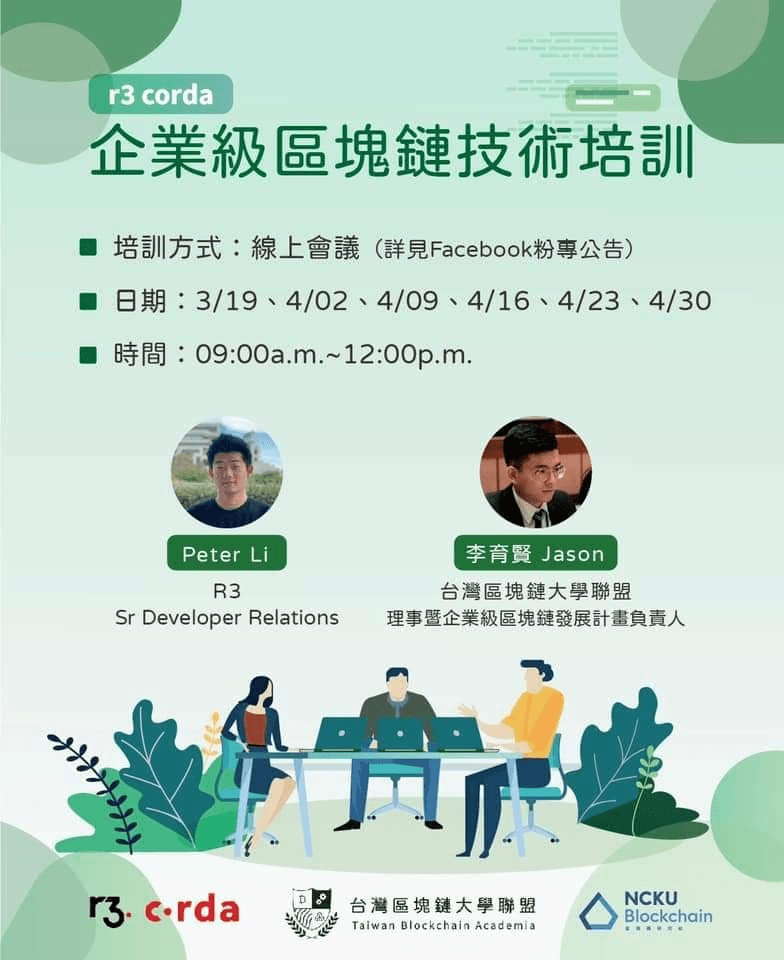 r3 corda
企業級區塊鏈技術培訓
培訓方式：線上會議（詳見Facebook粉專公告）
日期：3/19、4/02、4/09、4/16、4/23、4/30
時間：09:00a.m.~12:00p.m.
Peter Li
R3
Sr Developer Relations
李育賢 Jason
台灣區塊鏈大學聯盟
理事暨企業級區塊鏈發展計畫負責人
r3. c·rda
台灣區塊鏈大學聯盟
Taiwan Blockchain Academia
NCKU
Blockchain